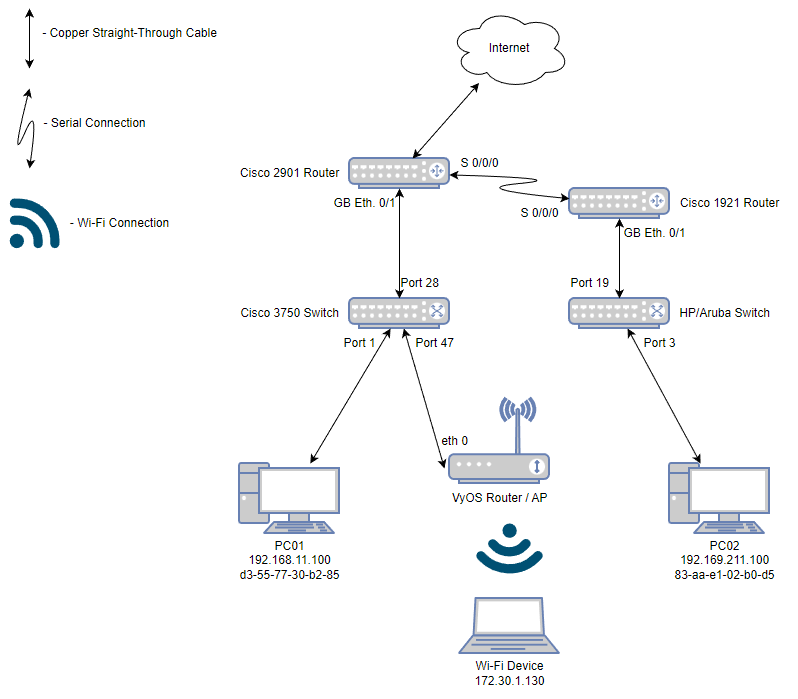 - Copper Straight-Through Cable
- Serial Connection
- Wi-Fi Connection
Internet
Cisco 2901 Router
S 0/0/0
GB Eth. 0/1
S 0/0/0
Cisco 1921 Router
GB Eth. 0/1
Port 28
Port 19
Cisco 3750 Switch
HP/Aruba Switch
Port 1
Port 47
Port 3
eth 0
VyOS Router / AP
PC01
192.168.11.100
d3-55-77-30-b2-85
PC02
192.169.211.100
83-aa-e1-02-b0-d5
Wi-Fi Device
172.30.1.130